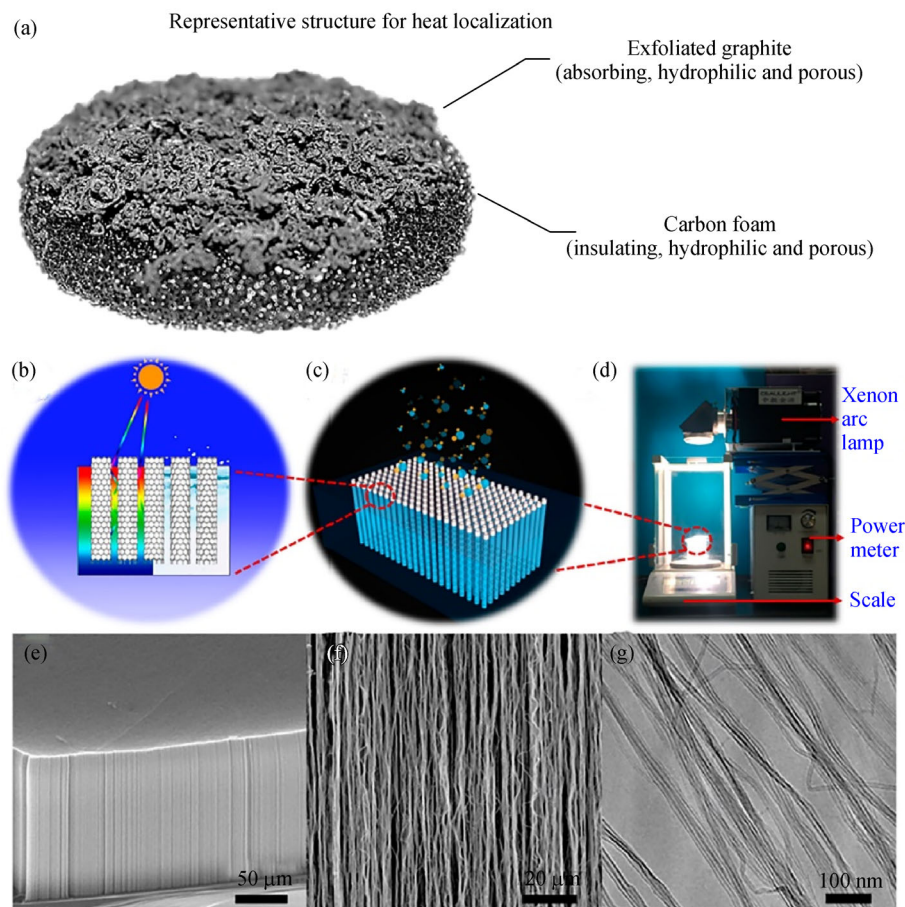 Representative structure for heat localization
(a)
Exfoliated graphite
(absorbing, hydrophilic and porous)
Carbon foam
(insulating, hydrophilic and porous)
(b)
(c)
(d)
Xenon
arc
lamp
Power
meter
Scale
(e)
(f)
(g)
50 μm
20 μm
100 nm